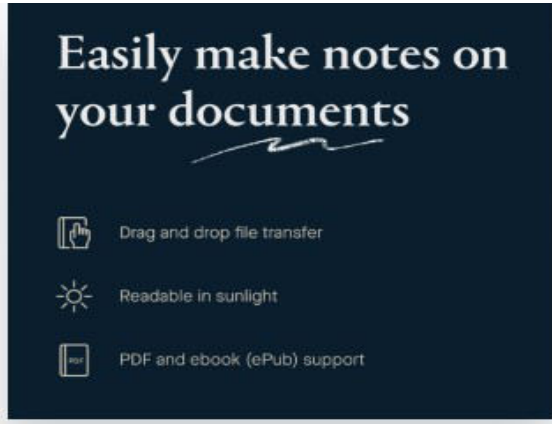 Easily make notes on
your documents
Drag and drop file transfer
Readable in sunlight
PDF
PDF and ebook (ePub) support